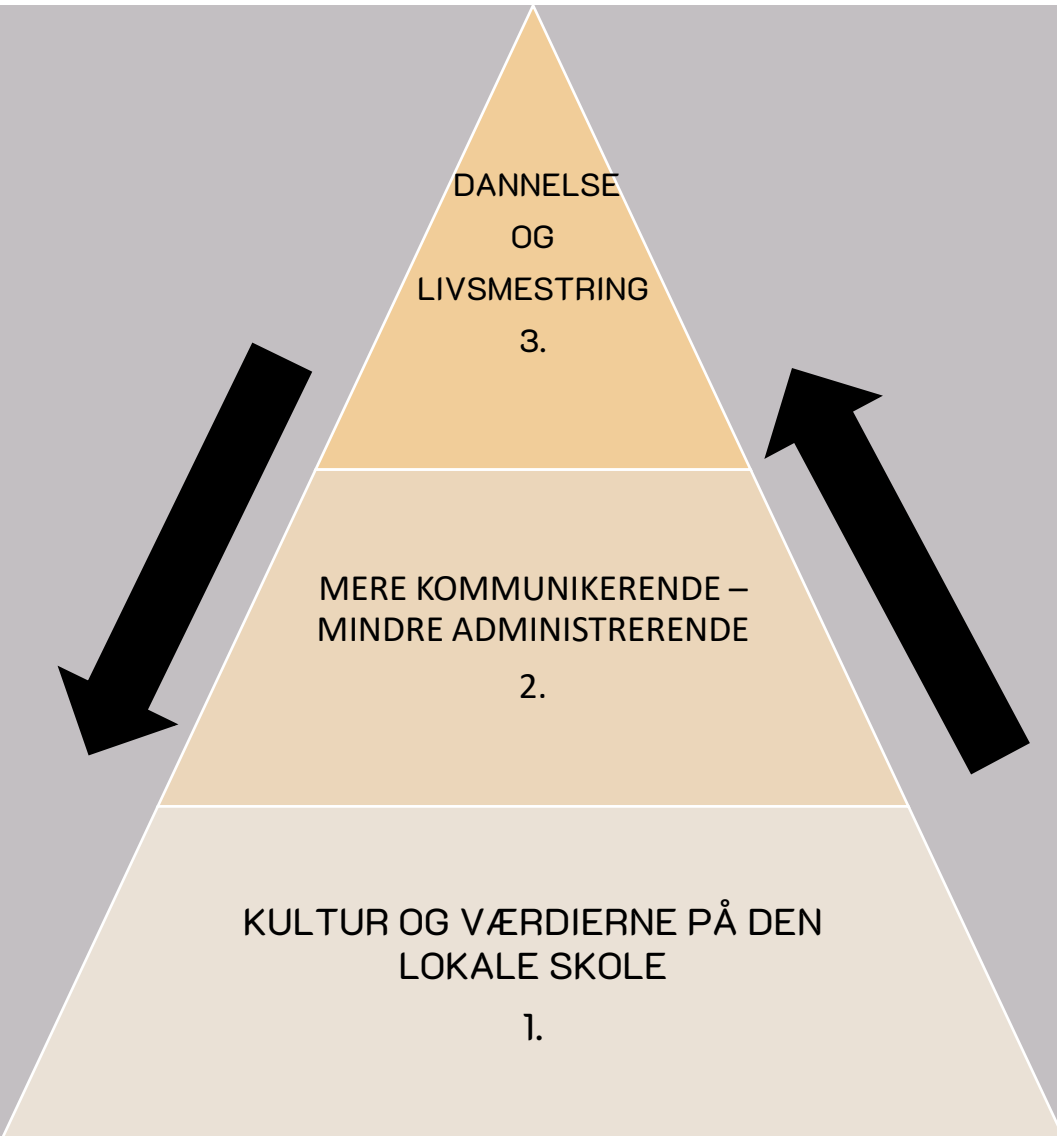 DANNELSE
OG
LIVSMESTRING
3.
MERE KOMMUNIKERENDE –
MINDRE ADMINISTRERENDE
2.
KULTUR OG VÆRDIERNE PÅ DEN
LOKALE SKOLE
1.